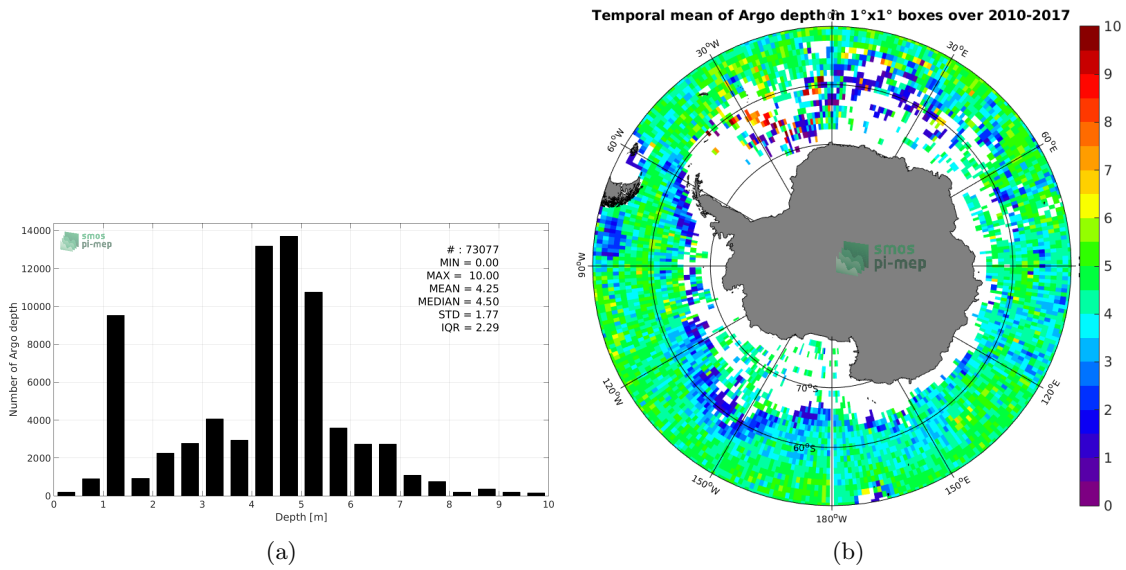 smos
pi-mep
# : 73077
MIN = 0.00
MAX = 10.00
MEAN = 4.25
MEDIAN = 4.50
STD = 1.77
IQR = 2.29
14000
12000
10000
8000
6000
4000
2000
0
Number of Argo depth
0 1 2 3 4 5 6 7 8 9 10
Depth [m]
(a)
Temporal mean of Argo depth in 1°x1° boxes over 2010-2017
0°
30°W
30°E
60°W
60°E
90°W
smos
pi-mep
120°W
120°E
70°S
60°S
150°W
150°E
180°W
10
9
8
7
6
5
4
3
2
1
0
(b)